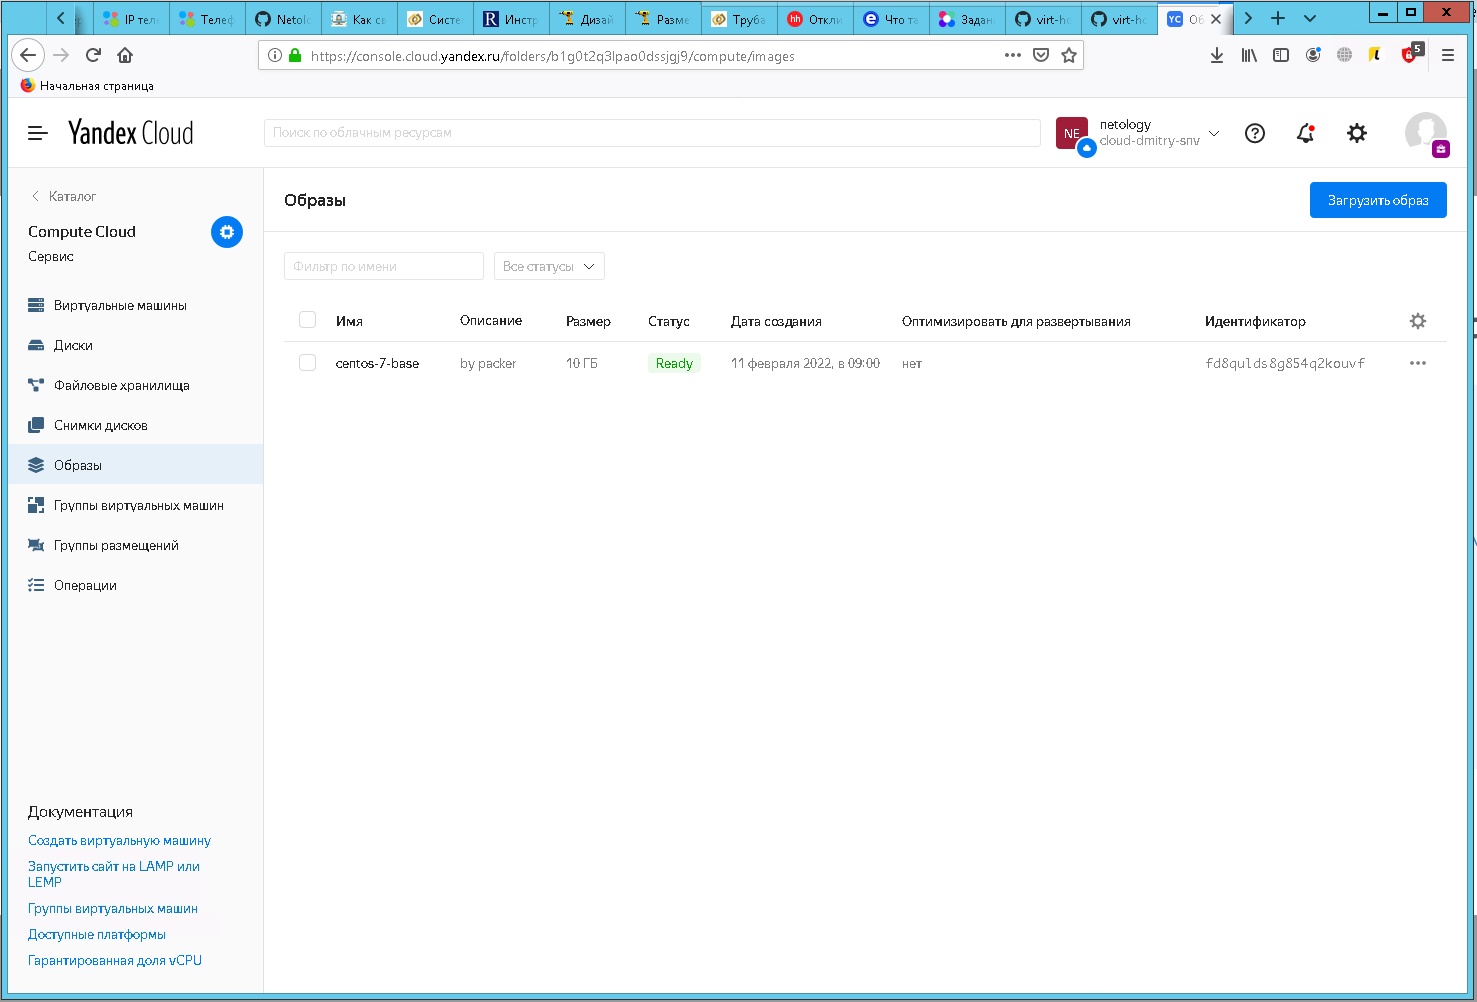 IP тел
Телеф
Netolo
Как св
Систе
Инстр
Дизай
Разме
Труба
Откли
Что та
Задан
virt-ho
virt-ho
Об
https://console.cloud.yandex.ru/folders/b1g0t2q3lpao0dssjgj9/compute/images
5
Начальная страница
Yandex Cloud
Поиск по облачным ресурсам
NE
netology
cloud-dmitry-snv
Каталог
Compute Cloud
Сервис
Виртуальные машины
Диски
Файловые хранилища
Снимки дисков
Образы
Группы виртуальных машин
Группы размещений
Операции
Документация
Создать виртуальную машину
Запустить сайт на LAMP или
LEMP
Группы виртуальных машин
Доступные платформы
Гарантированная доля vCPU
Образы
Загрузить образ
Фильтр по имени
Все статусы
Имя Описание Размер Статус Дата создания Оптимизировать для развертывания Идентификатор
centos-7-base by packer 10 ГБ Ready 11 февраля 2022, в 09:00 нет fd8qulds8g854q2kouvf